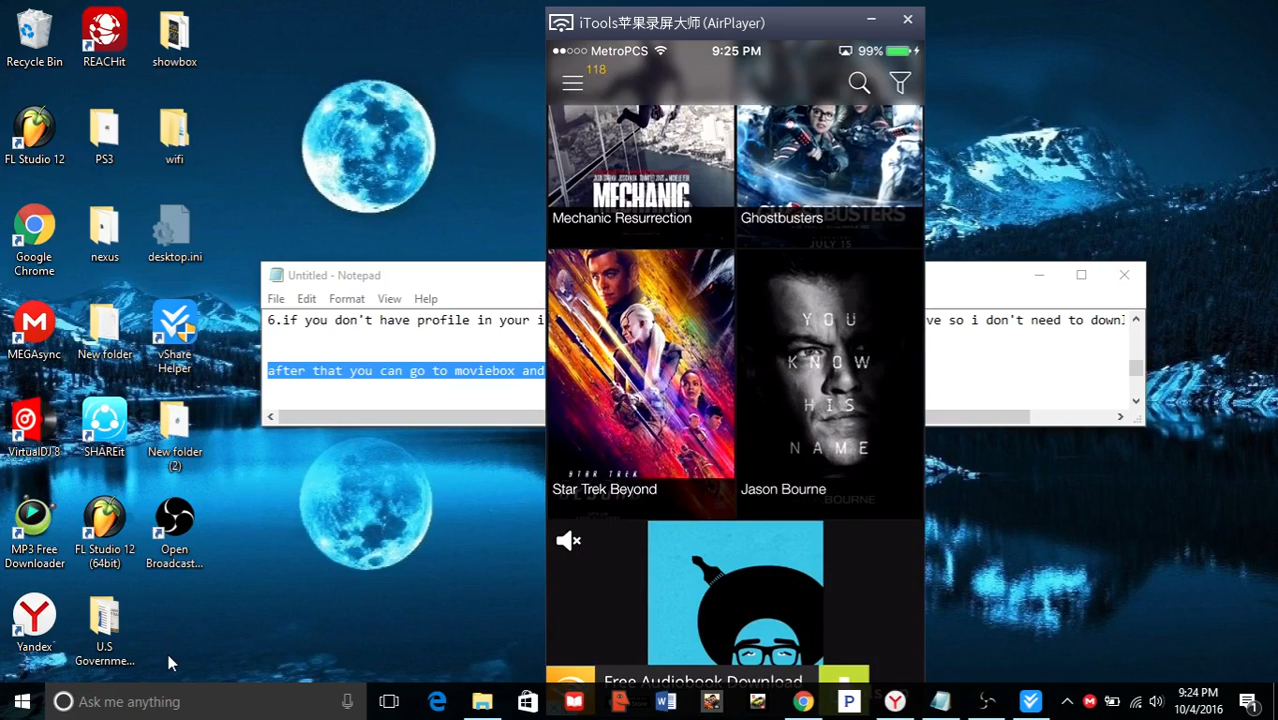 Recycle Bin
REACHit
showbox
FL Studio 12
PS3
wifi
Google
Chrome
nexus
desktop.ini
MEGAsync
New folder
vShare
Helper
VirtualDJ 8
SHAREit
New folder
(2)
MP3 Free
Downloader
FL Studio 12
(64bit)
Open
Broadcast...
Yandex
U.S
Governme...
Untitled - Notepad
File Edit Format View Help
6.if you don't have profile in your i
ve so i don't need to downl
after that you can go to moviebox and
iTools苹果录屏大师(AirPlayer)
MetroPCS 9:25 PM 99%
118
MECHANIC
Mechanic Resurrection
Ghostbusters
JULY 15
STAR TREK
Star Trek Beyond
YOU
KNOW
HIS
NAME
Jason Bourne
BOURNE
Free Audiobook Download
Ask me anything
9:24 PM
10/4/2016